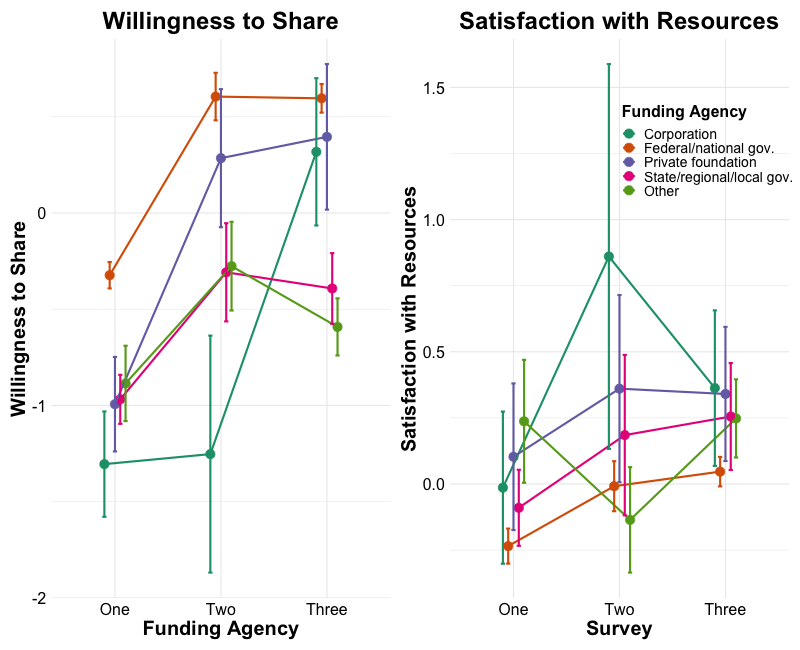 Willingness to Share
Satisfaction with Resources
Willingness to Share
0
-1
-2
One
Two
Three
Funding Agency
Satisfaction with Resources
1.5
1.0
0.5
0.0
Funding Agency
Corporation
Federal/national gov.
Private foundation
State/regional/local gov.
Other
One
Two
Three
Survey